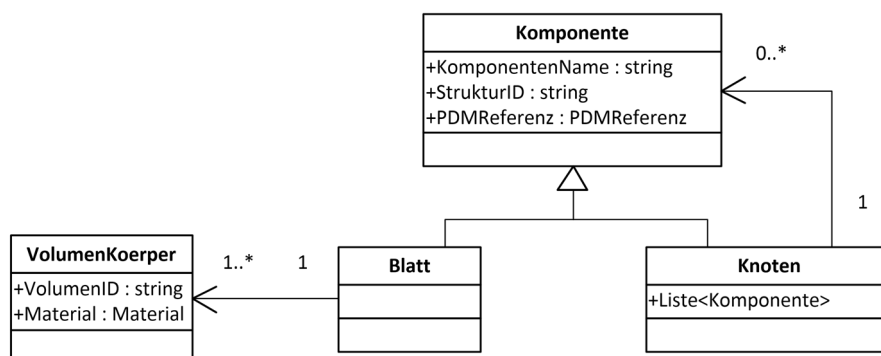 Komponente
+KomponentenName : string
+StrukturID : string
+PDMReferenz : PDMReferenz
0..*
1
VolumenKoerper
+VolumenID : string
+Material : Material
1..*
1
Blatt
Knoten
+Liste<Komponente>